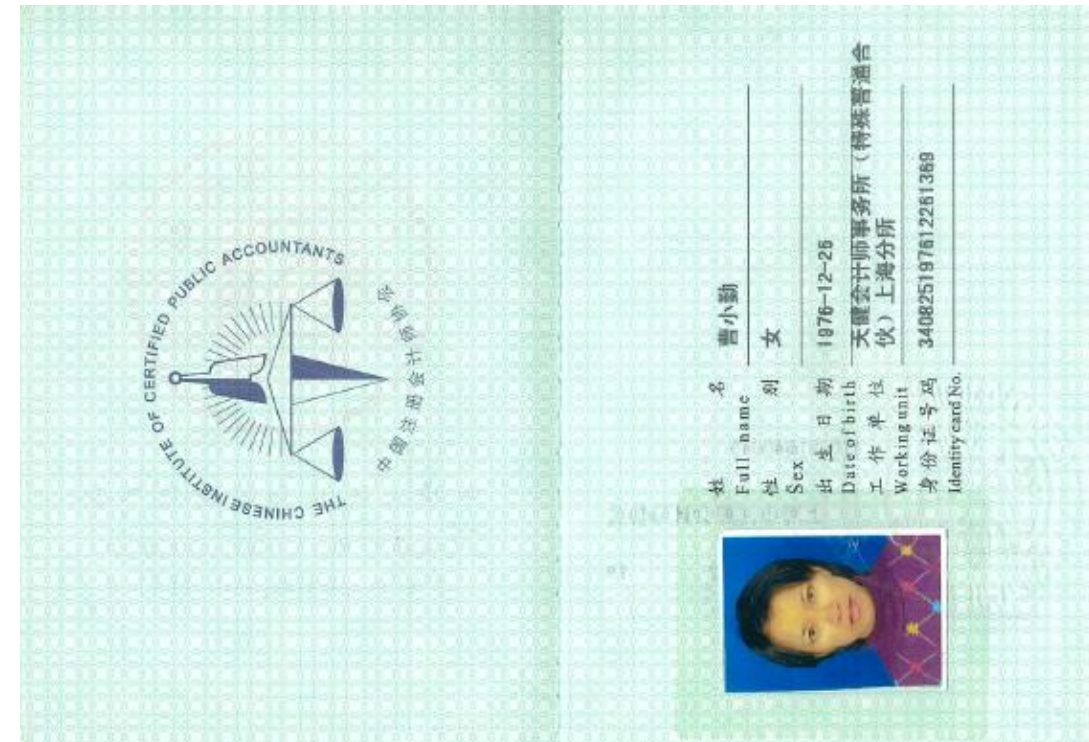 THE CHINESE INSTITUTE OF CERTIFIED PUBLIC ACCOUNTANTS
中国注册会计师协会
姓 名 曹小勤
Full name
性 别 女
Sex
出 生 日 期 1976-12-26
Date of birth
工 作 单 位 天健会计师事务所（特殊普通合
Working unit 伙）上海分所
身份证号码 340825197612261369
Identity card No.